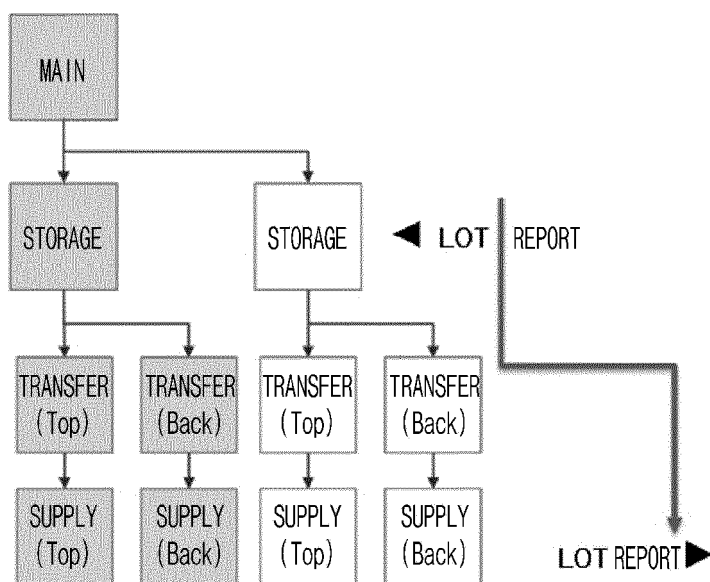 MAIN
STORAGE
STORAGE
◀ LOT REPORT
TRANSFER
(Top)
TRANSFER
(Back)
TRANSFER
(Top)
TRANSFER
(Back)
SUPPLY
(Top)
SUPPLY
(Back)
SUPPLY
(Top)
SUPPLY
(Back)
LOT REPORT▶